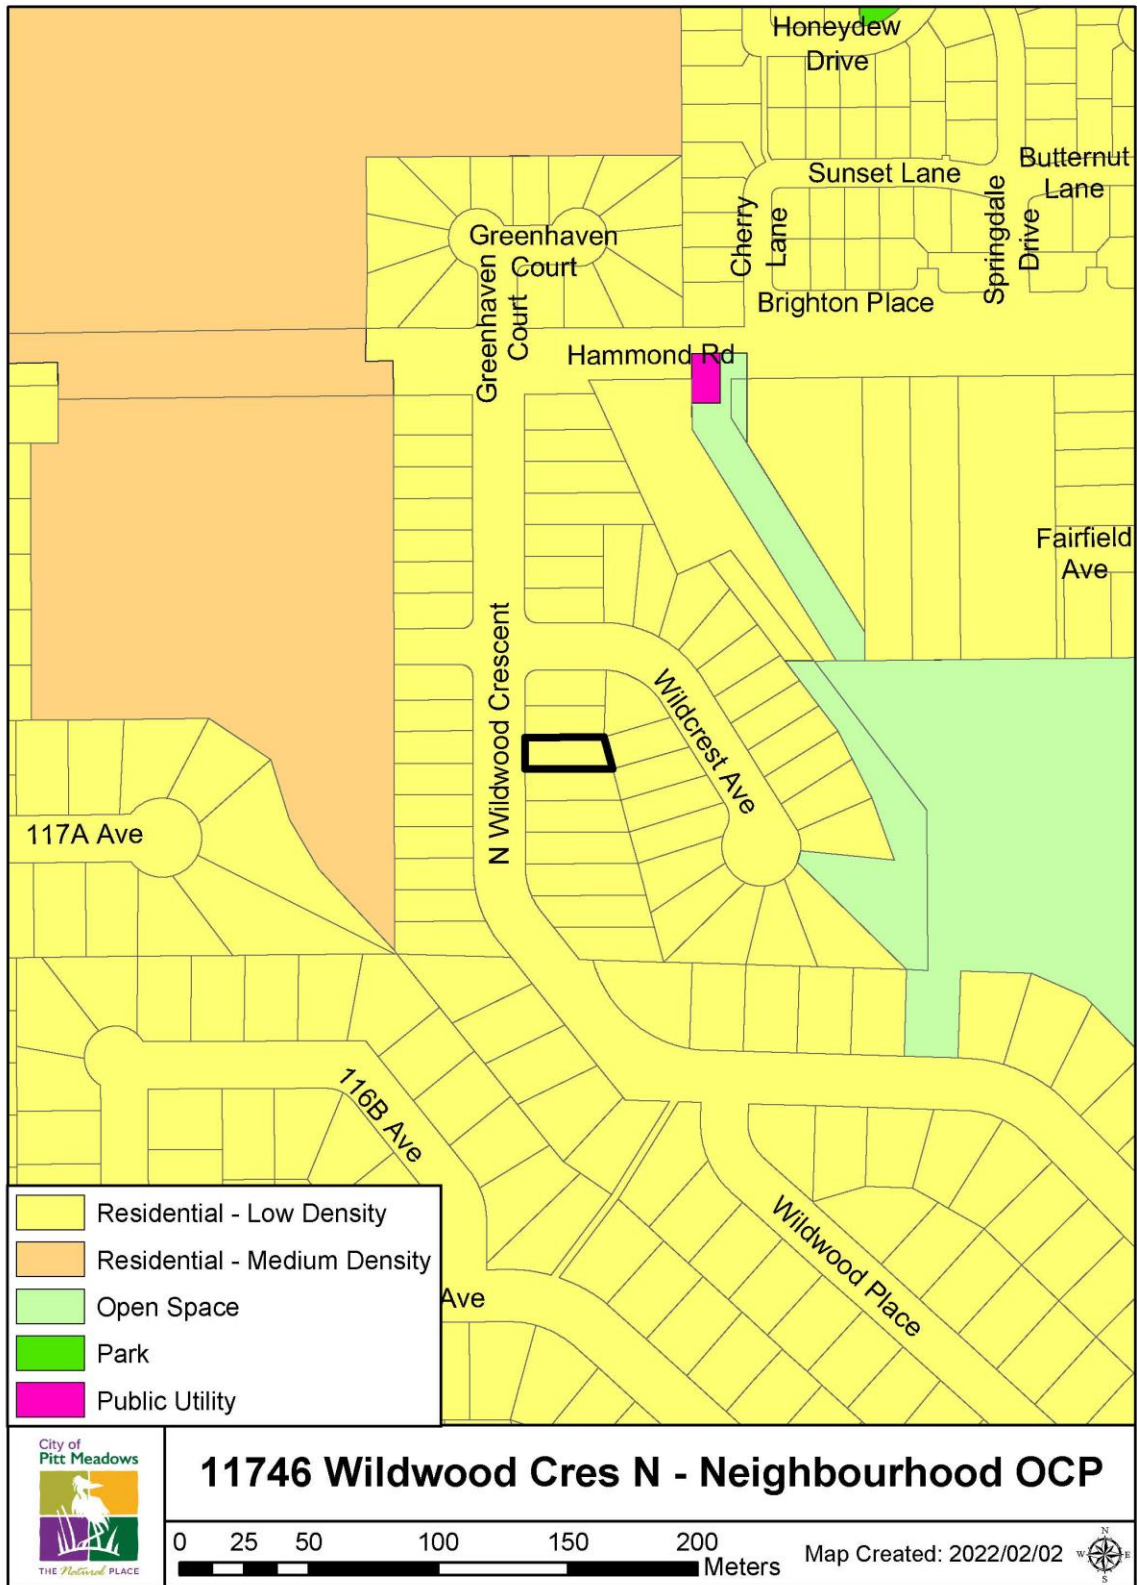 Honeydew
Drive
Sunset Lane
Butternut
Lane
Cherry
Lane
Springdale
Drive
Greenhaven
Court
Greenhaven
Court
Brighton Place
Hammond Rd
Fairfield
Ave
N Wildwood Crescent
Wildcrest Ave
117A Ave
116B Ave
Wildwood Place
Ave
Residential - Low Density
Residential - Medium Density
Open Space
Park
Public Utility
City of
Pitt Meadows
THE Natural PLACE
11746 Wildwood Cres N - Neighbourhood OCP
0 25 50 100 150 200
Meters
Map Created: 2022/02/02
N
W E
S